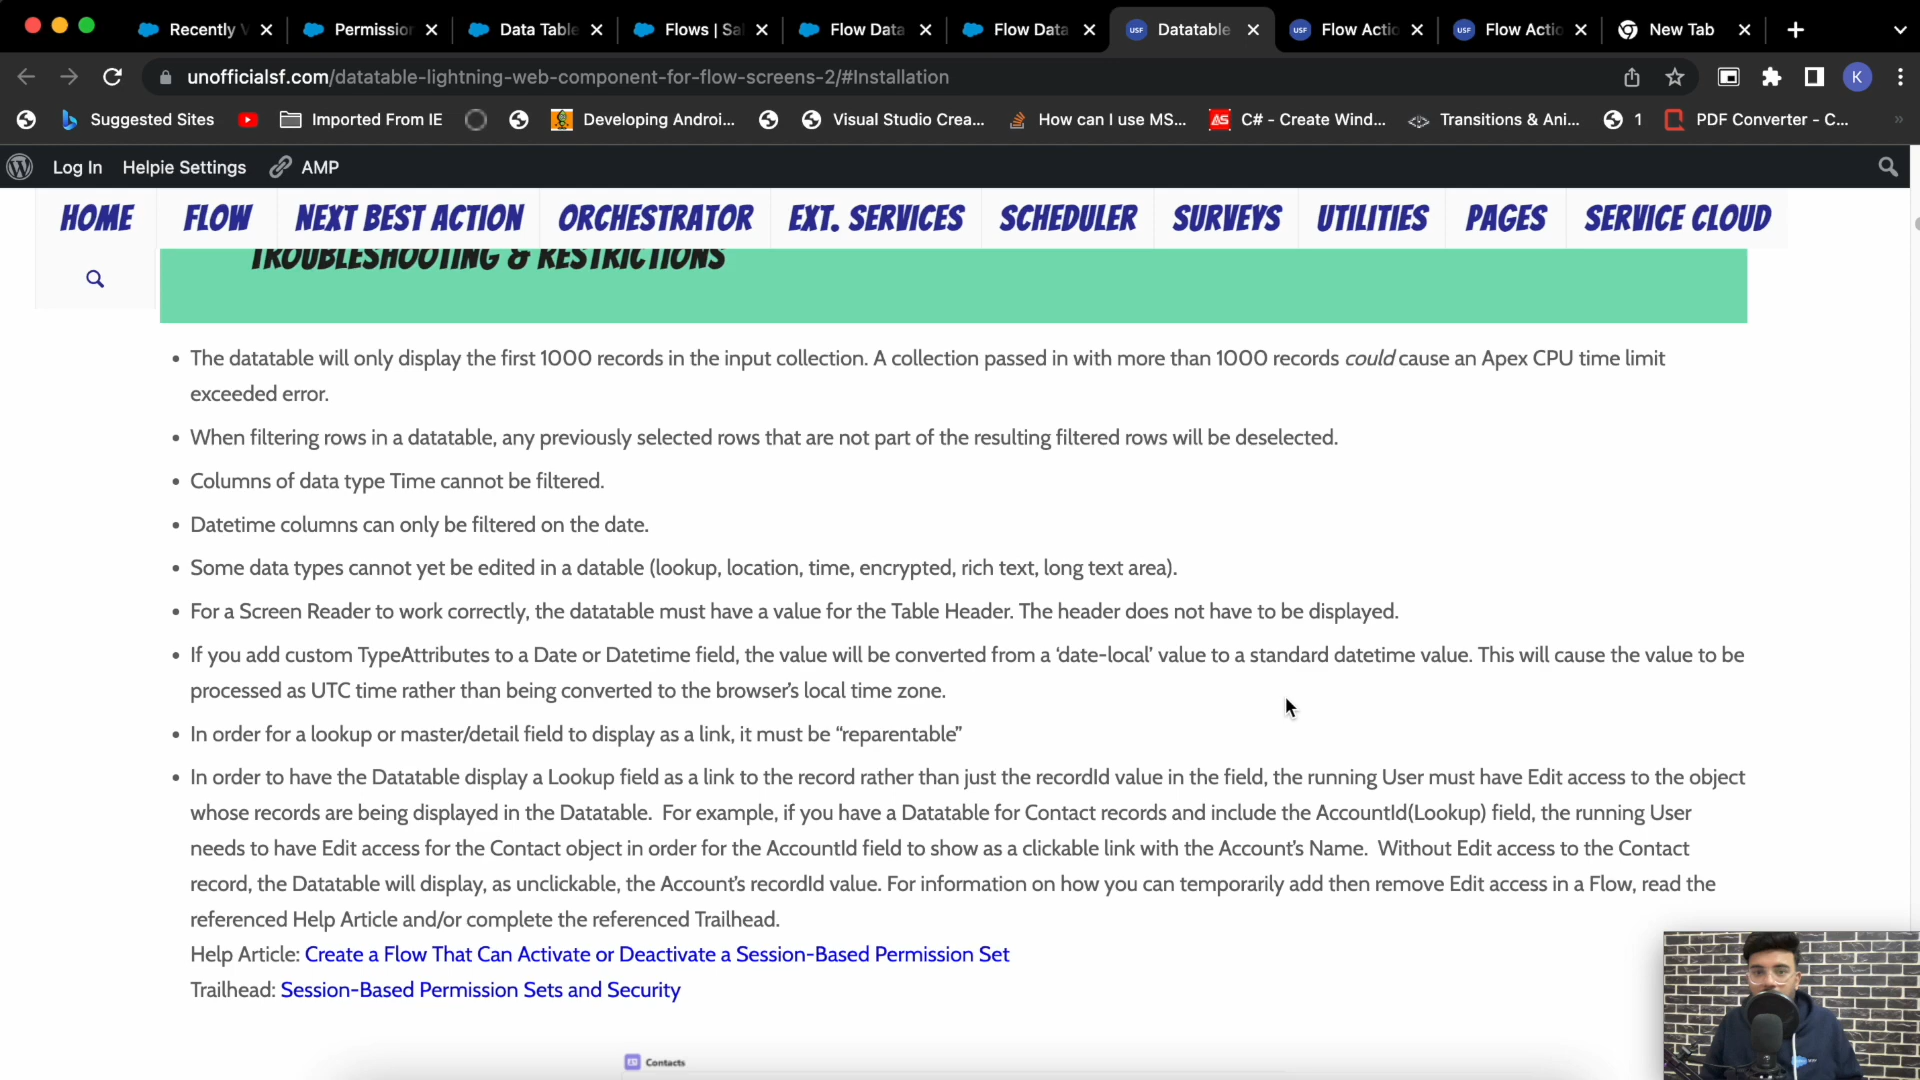 Recently V
Permission
Data Table
Flows | Sal
Flow Data
Flow Data
Datatable
Flow Actio
Flow Actio
New Tab
unofficialsf.com/datatable-lightning-web-component-for-flow-screens-2/#Installation
K
Suggested Sites
Imported From IE
Developing Androi...
Visual Studio Crea...
How can I use MS...
C# - Create Wind...
Transitions & Ani...
1
PDF Converter - C...
Log In
Helpie Settings
AMP
HOME
FLOW
NEXT BEST ACTION
ORCHESTRATOR
EXT. SERVICES
SCHEDULER
SURVEYS
UTILITIES
PAGES
SERVICE CLOUD
TROUBLESHOOTING & RESTRICTIONS
• The datatable will only display the first 1000 records in the input collection. A collection passed in with more than 1000 records could cause an Apex CPU time limit
exceeded error.
• When filtering rows in a datatable, any previously selected rows that are not part of the resulting filtered rows will be deselected.
• Columns of data type Time cannot be filtered.
• Datetime columns can only be filtered on the date.
• Some data types cannot yet be edited in a datable (lookup, location, time, encrypted, rich text, long text area).
• For a Screen Reader to work correctly, the datatable must have a value for the Table Header. The header does not have to be displayed.
• If you add custom TypeAttributes to a Date or Datetime field, the value will be converted from a ‘date-local’ value to a standard datetime value. This will cause the value to be
processed as UTC time rather than being converted to the browser’s local time zone.
• In order for a lookup or master/detail field to display as a link, it must be “reparentable”
• In order to have the Datatable display a Lookup field as a link to the record rather than just the recordId value in the field, the running User must have Edit access to the object
whose records are being displayed in the Datatable. For example, if you have a Datatable for Contact records and include the AccountId(Lookup) field, the running User
needs to have Edit access for the Contact object in order for the AccountId field to show as a clickable link with the Account’s Name. Without Edit access to the Contact
record, the Datatable will display, as unclickable, the Account’s recordId value. For information on how you can temporarily add then remove Edit access in a Flow, read the
referenced Help Article and/or complete the referenced Trailhead.
Help Article: Create a Flow That Can Activate or Deactivate a Session-Based Permission Set
Trailhead: Session-Based Permission Sets and Security
Contacts